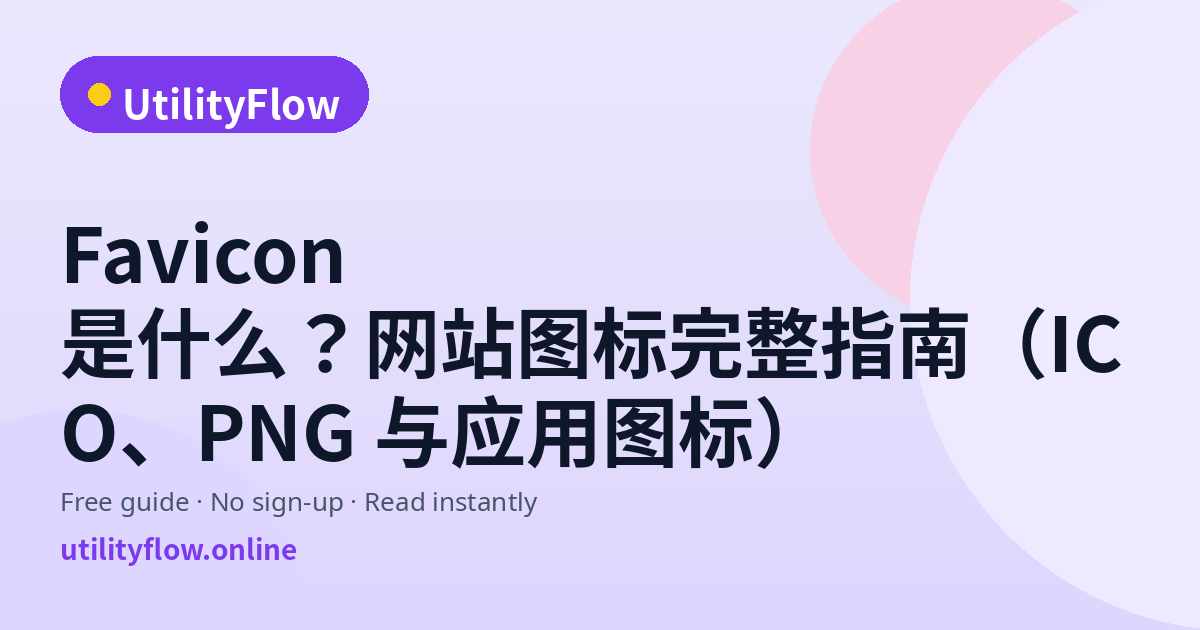 UtilityFlow
Favicon
是什么？网站图标完整指南（IC
O、PNG 与应用图标）
Free guide · No sign-up · Read instantly
utilityflow.online